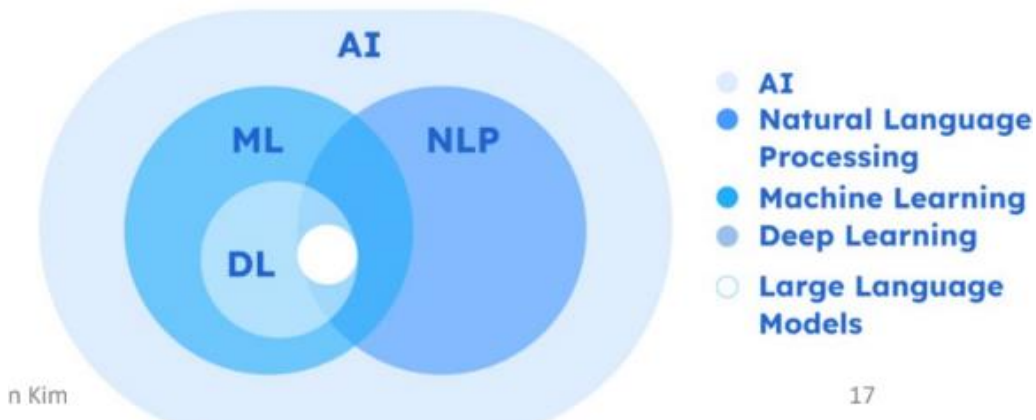 AI
ML
NLP
DL
AI
Natural Language
Processing
Machine Learning
Deep Learning
Large Language
Models
n Kim
17